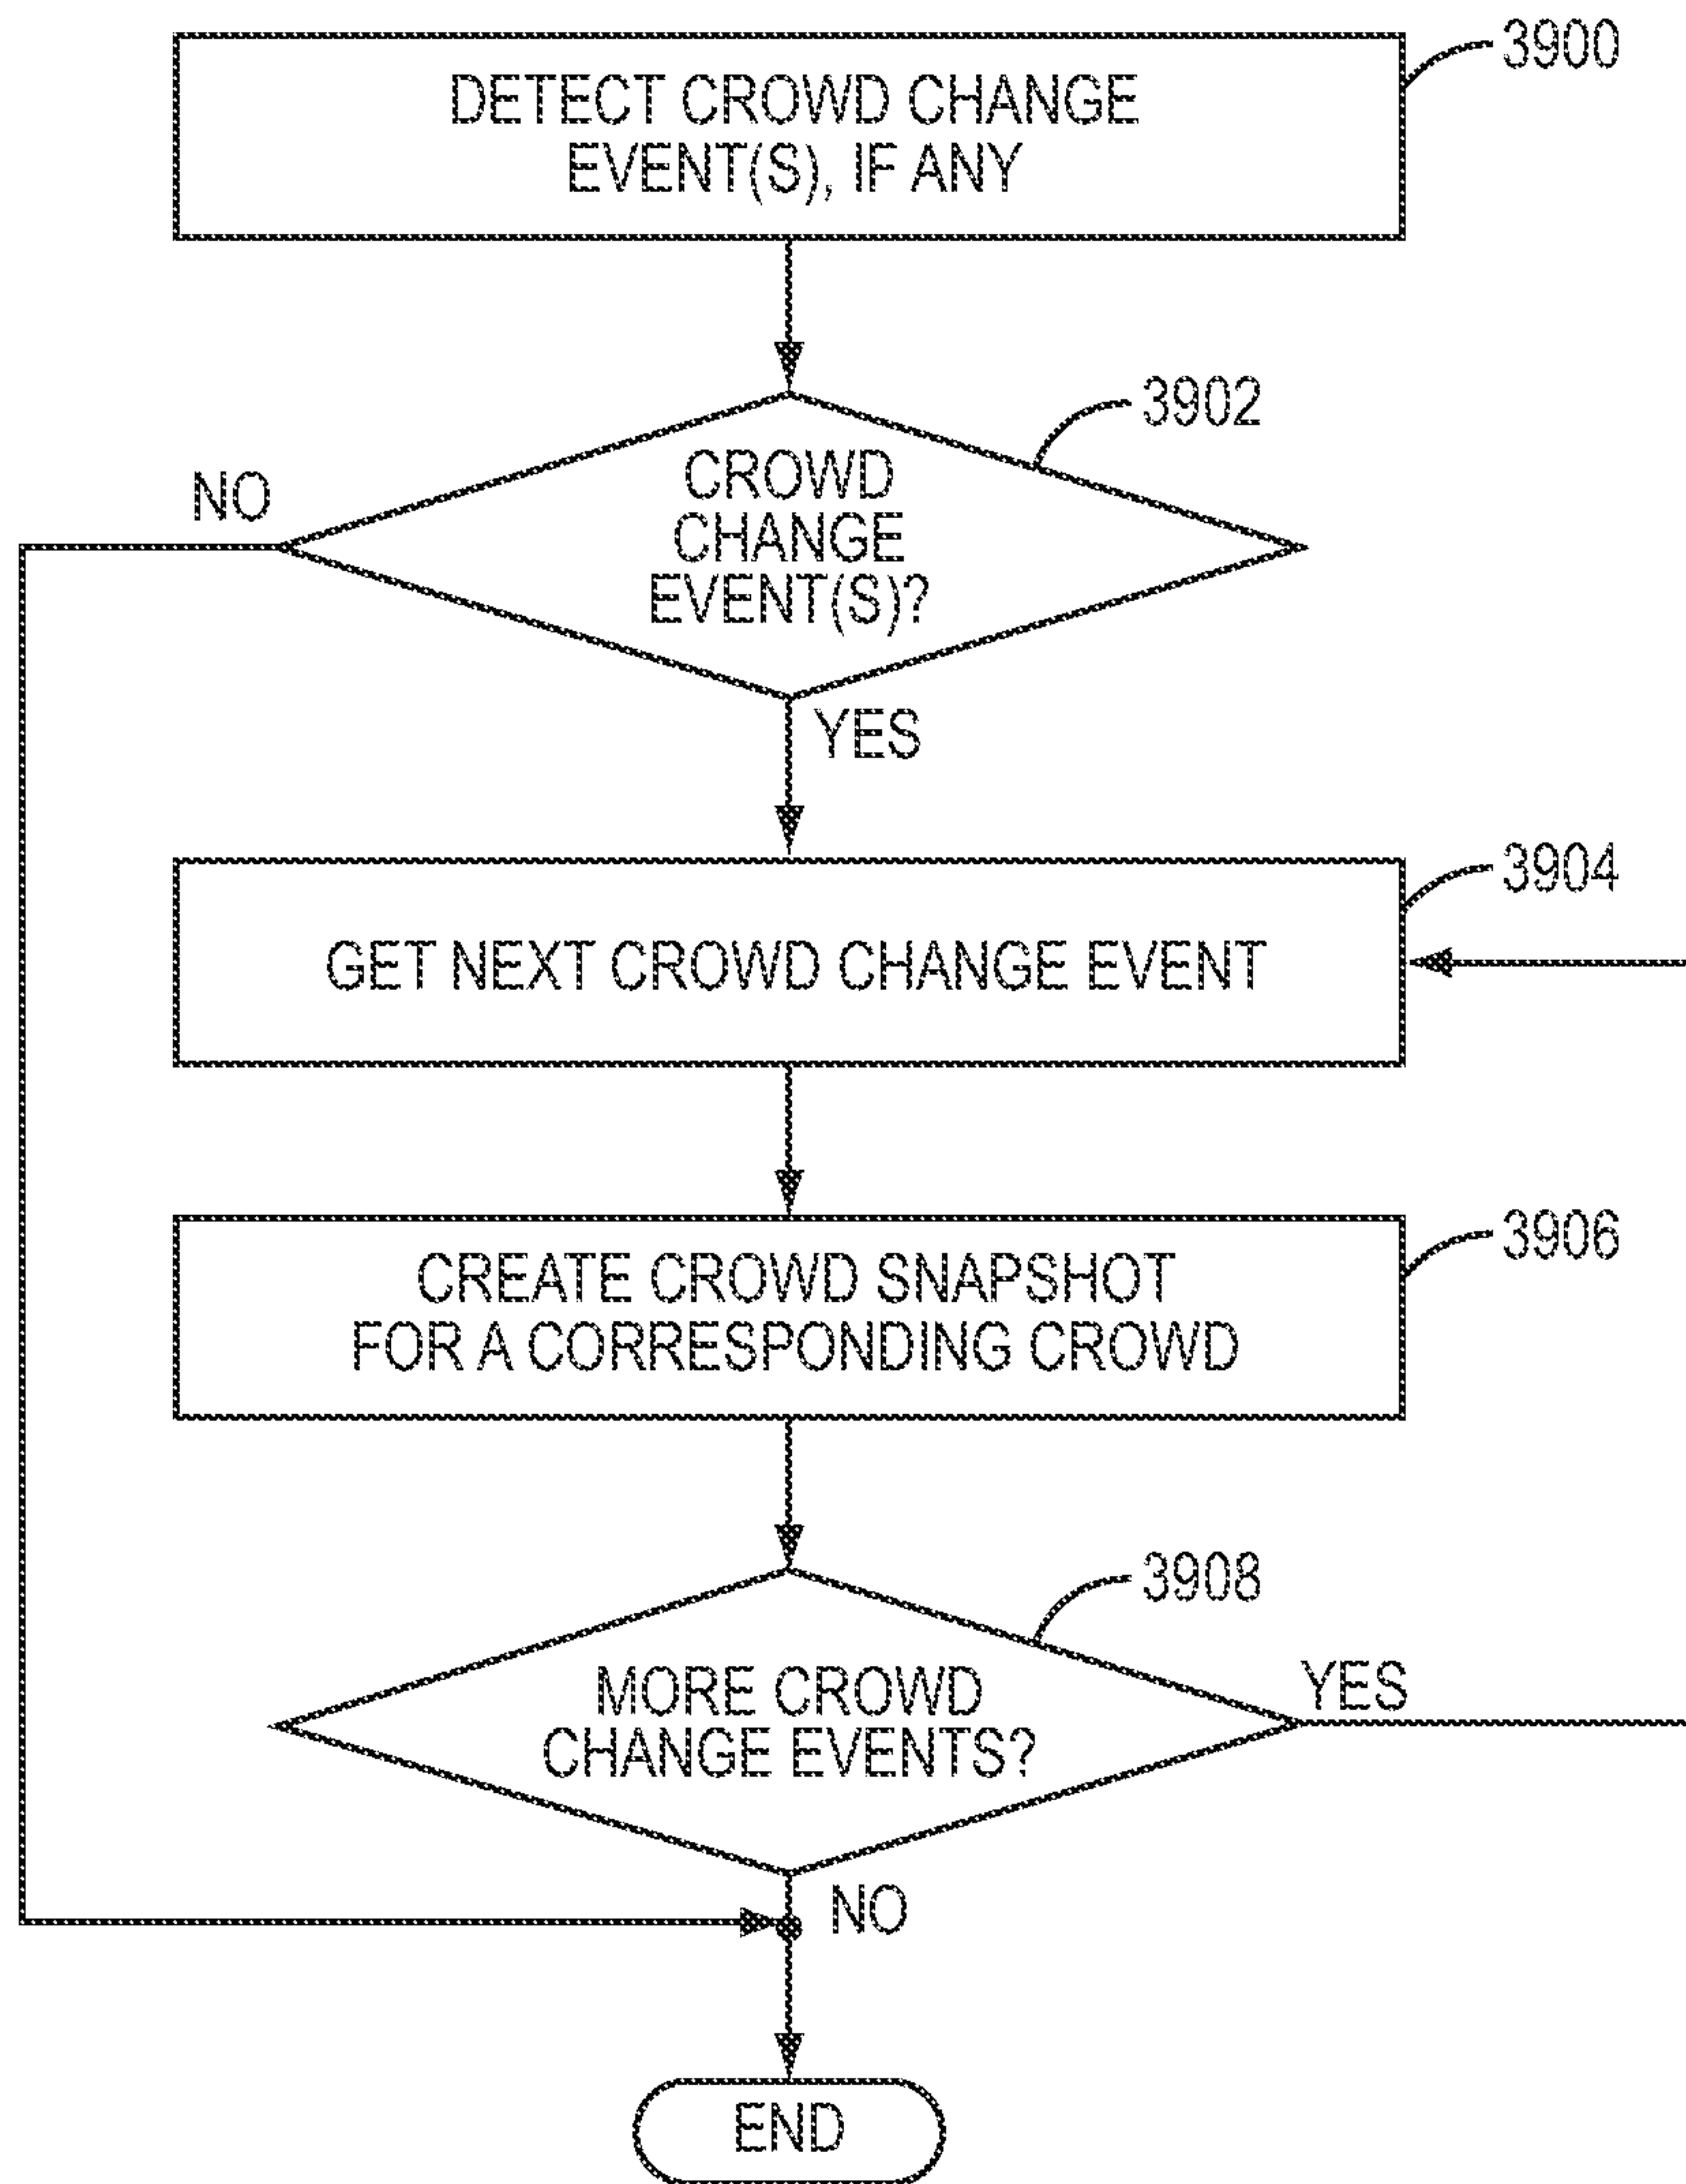 3900
DETECT CROWD CHANGE
EVENT(S), IF ANY
3902
NO
CROWD
CHANGE
EVENT(S)?
YES
3904
GET NEXT CROWD CHANGE EVENT
3906
CREATE CROWD SNAPSHOT
FOR A CORRESPONDING CROWD
3908
MORE CROWD
CHANGE EVENTS?
YES
NO
END